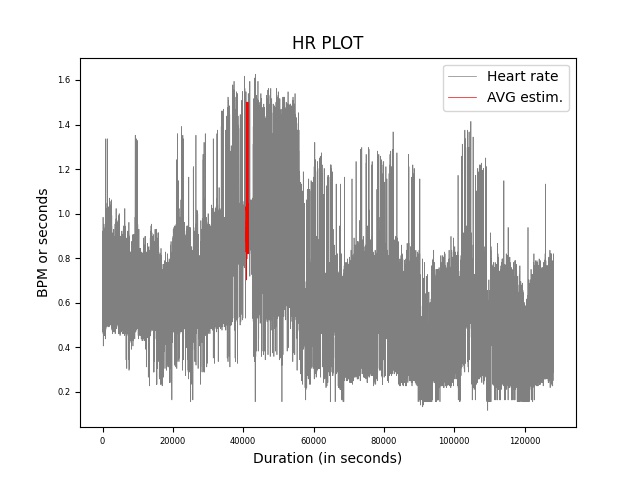 HR PLOT
Heart rate
AVG estim.
BPM or seconds
1.6
1.4
1.2
1.0
0.8
0.6
0.4
0.2
0 20000 40000 60000 80000 100000 120000
Duration (in seconds)